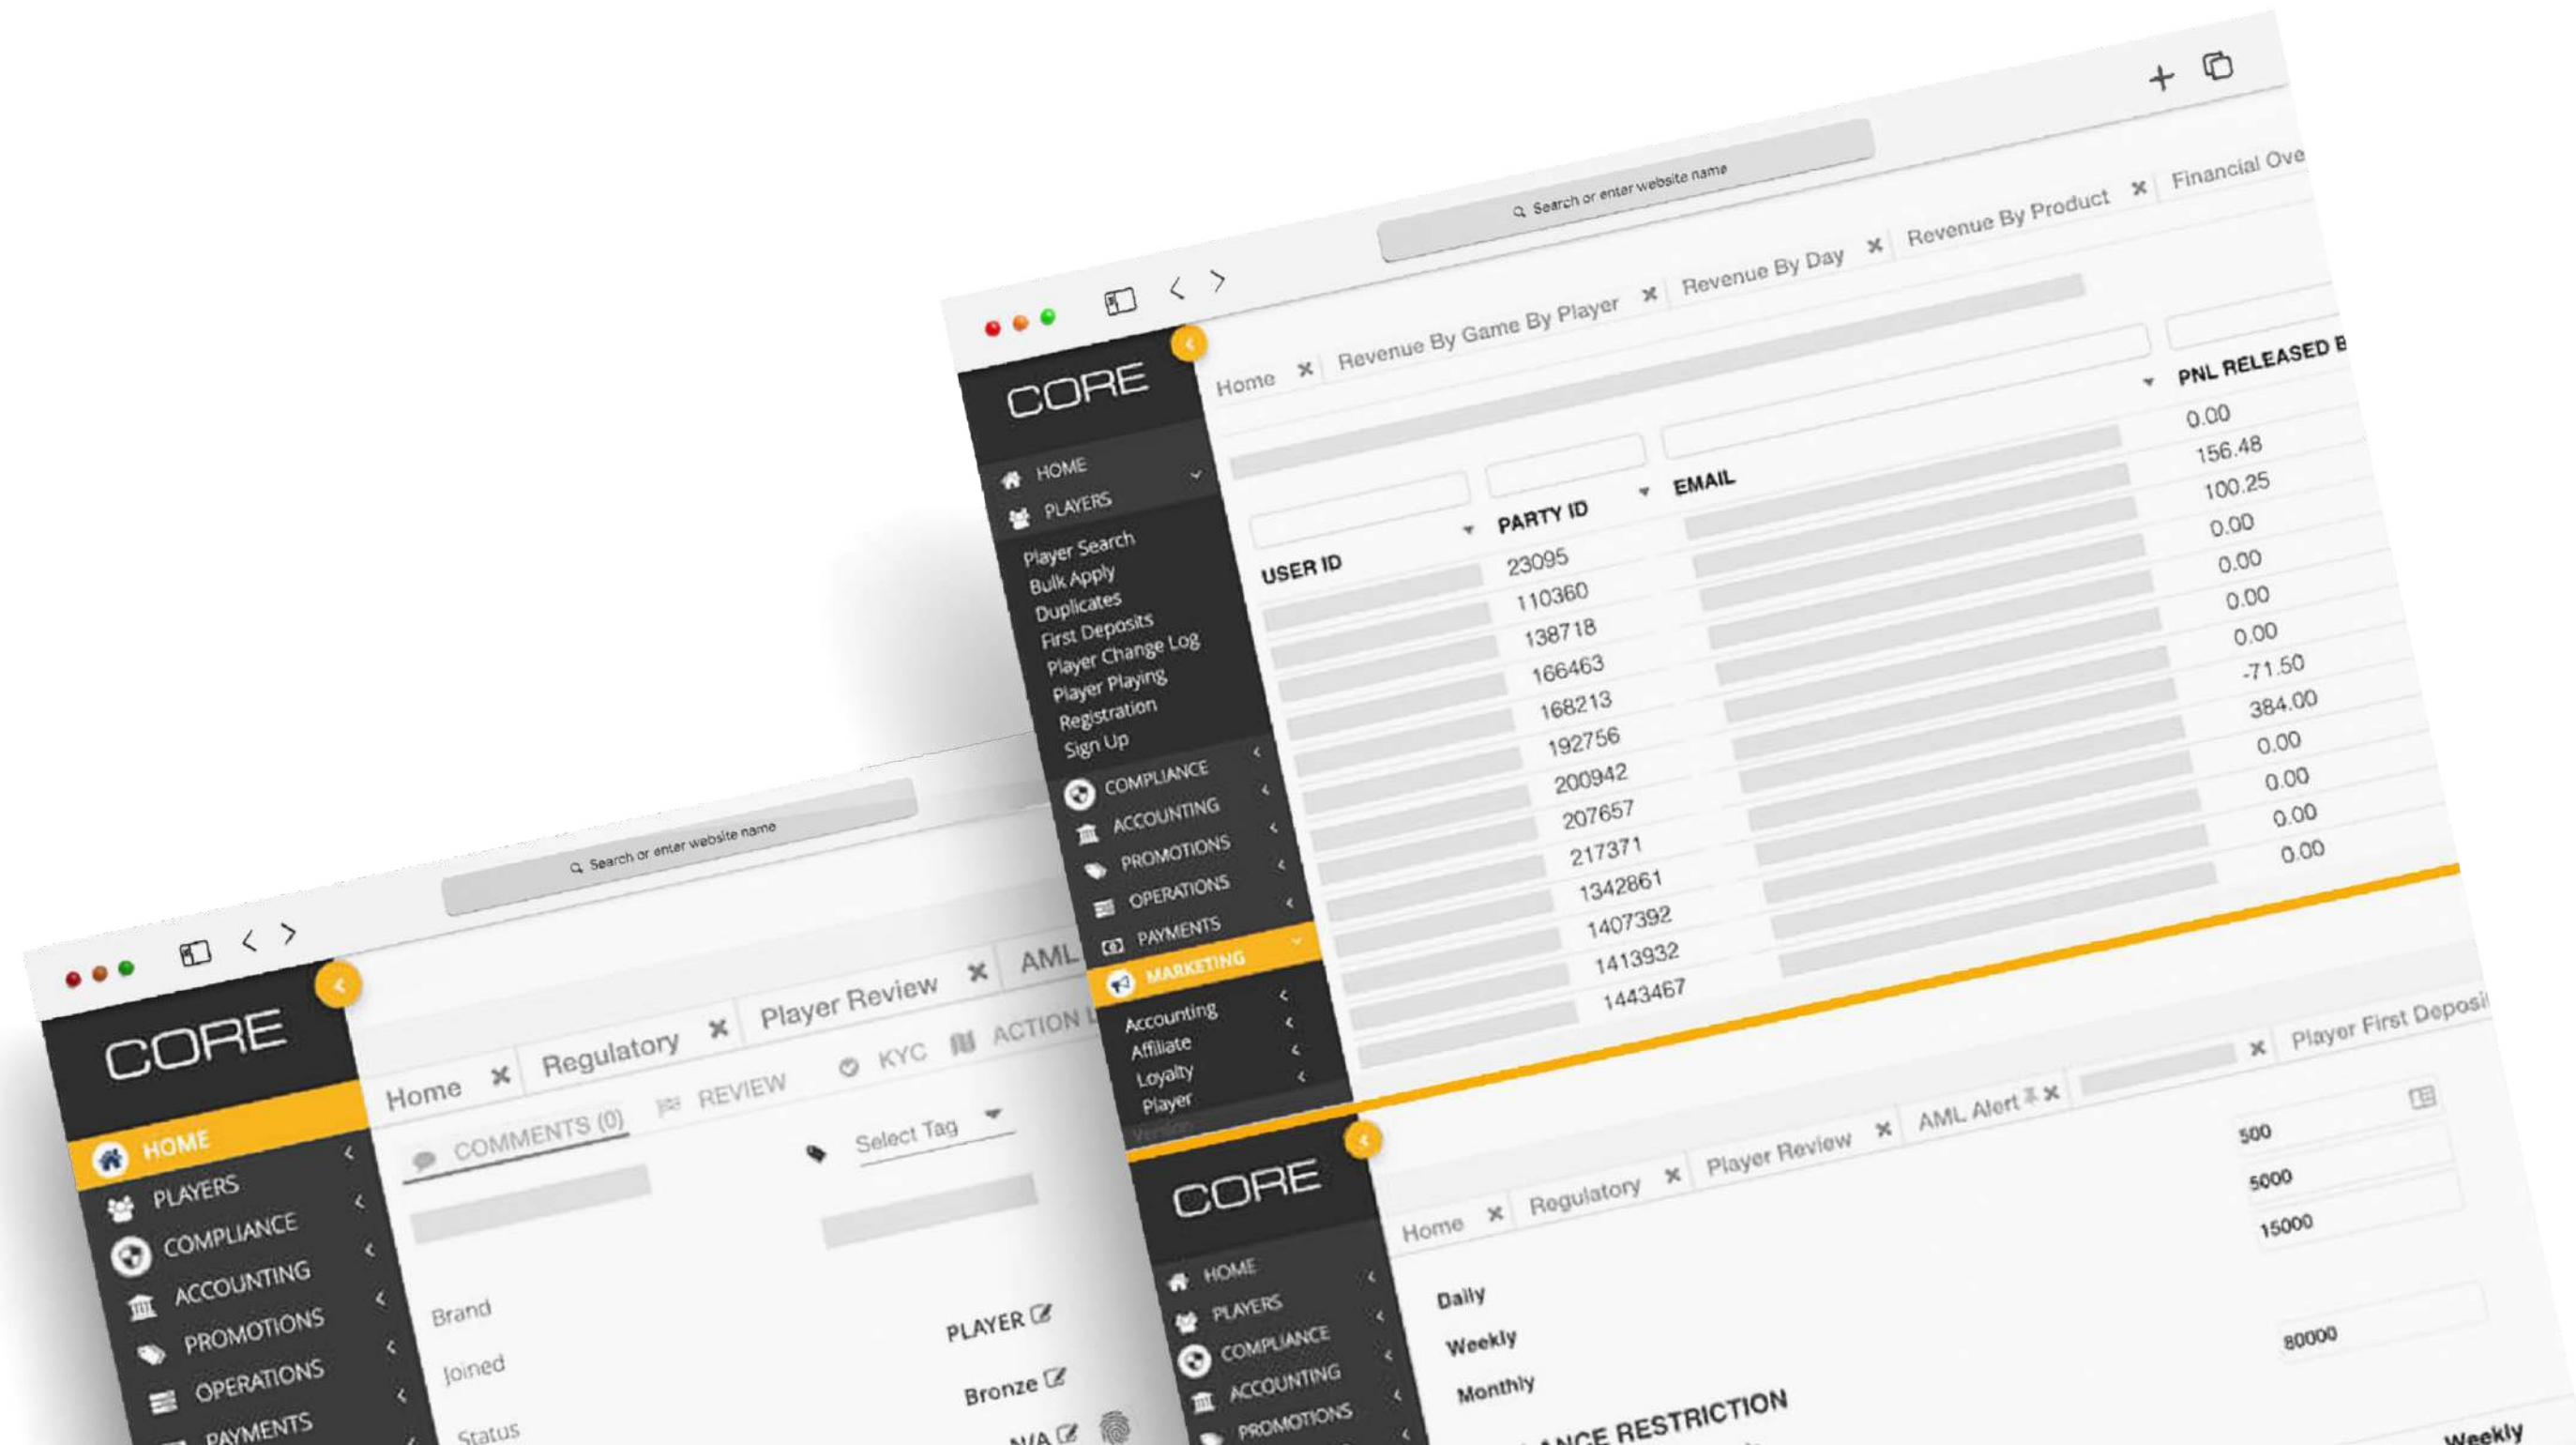 Search or enter website name
Home
Revenue By Game By Player
Revenue By Day
Revenue By Product
Financial Ove
CORE
HOME
PLAYERS
Player Search
Bulk Apply
Duplicates
First Deposits
Player Change Log
Player Playing
Registration
Sign Up
COMPLIANCE
ACCOUNTING
PROMOTIONS
OPERATIONS
PAYMENTS
MARKETING
Accounting
Affiliate
Loyalty
Player
Version
USER ID
PARTY ID
EMAIL
PNL RELEASED B
23095
110360
138718
166463
168213
192756
200942
207657
217371
1342861
1407392
1413932
1443467
0.00
156.48
100.25
0.00
0.00
0.00
0.00
-71.50
384.00
0.00
0.00
0.00
0.00
Search or enter website name
CORE
HOME
PLAYERS
COMPLIANCE
ACCOUNTING
PROMOTIONS
OPERATIONS
PAYMENTS
Home
Regulatory
Player Review
AML
COMMENTS (0)
REVIEW
KYC
ACTION L
Select Tag
Brand
Joined
Status
PLAYER
Bronze
N/A
CORE
HOME
PLAYERS
COMPLIANCE
ACCOUNTING
PROMOTIONS
Home
Regulatory
Player Review
AML Alert
Player First Deposi
Daily
Weekly
Monthly
500
5000
15000
80000
ANCE RESTRICTION
Weekly